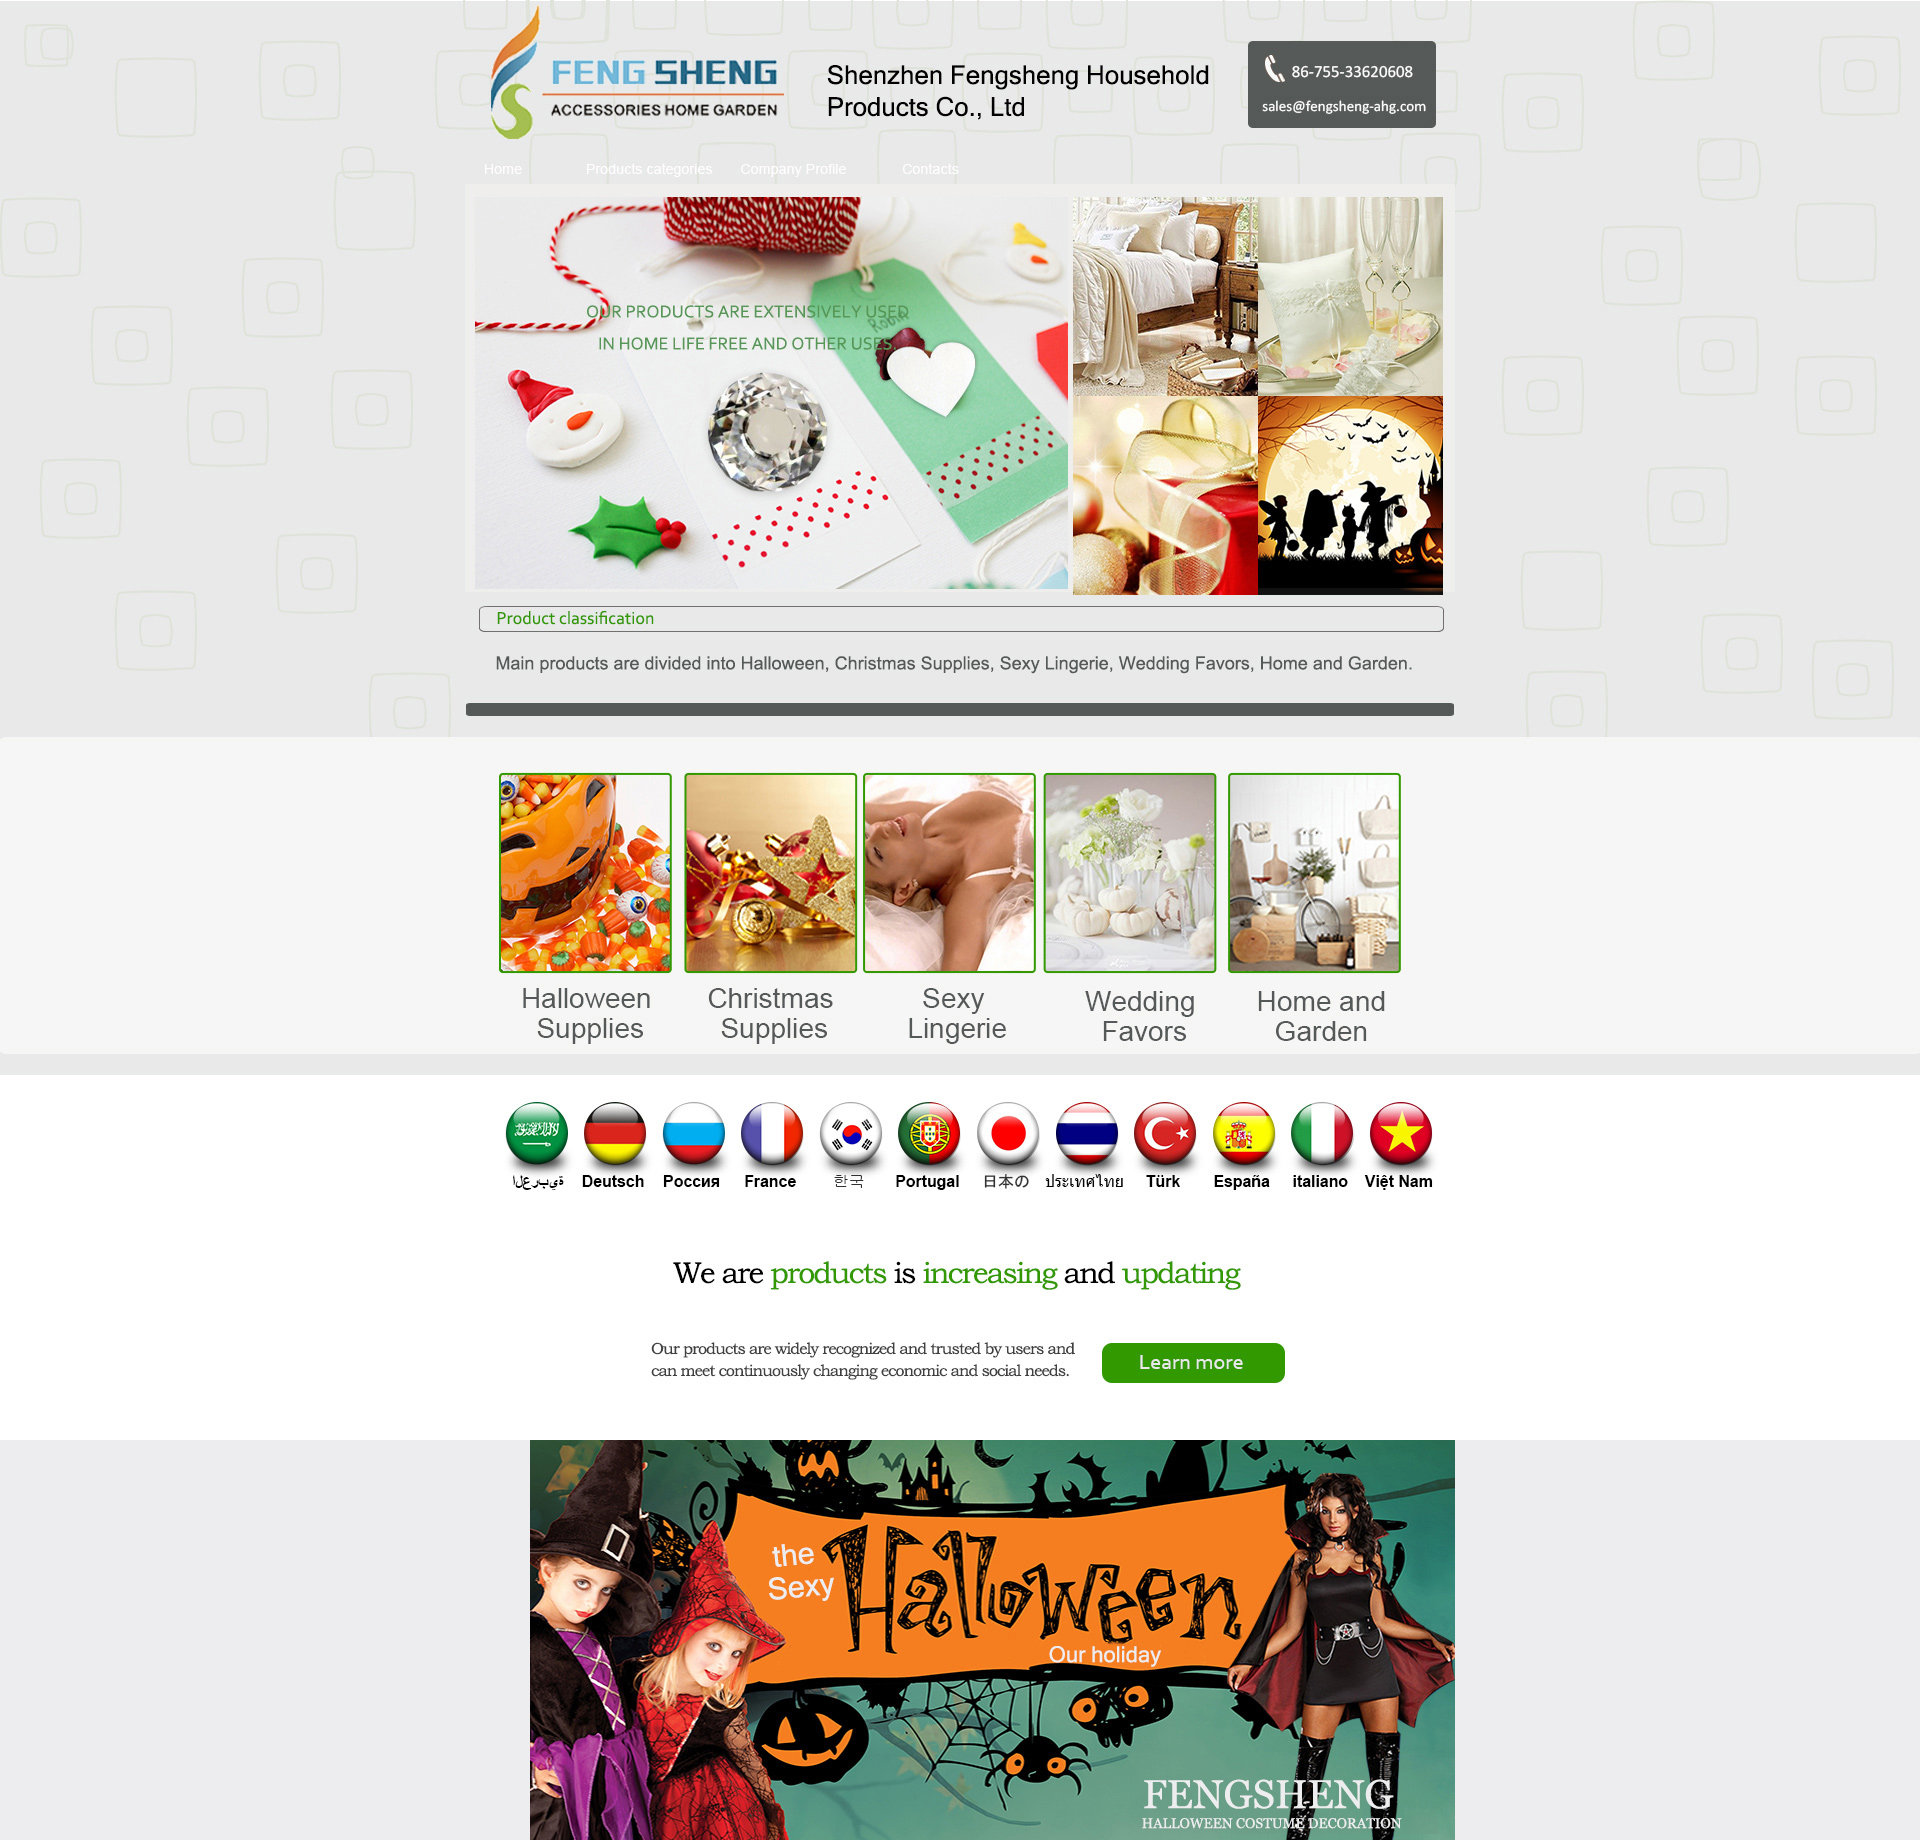 FENG SHENG
ACCESSORIES HOME GARDEN
Shenzhen Fengsheng Household
Products Co., Ltd
86-755-33620608
sales@fengsheng-ahg.com
Home Products categories Company Profile Contacts
OUR PRODUCTS ARE EXTENSIVELY USED
IN HOME LIFE FREE AND OTHER USES.
Product classification
Main products are divided into Halloween, Christmas Supplies, Sexy Lingerie, Wedding Favors, Home and Garden.
Halloween
Supplies
Christmas
Supplies
Sexy
Lingerie
Wedding
Favors
Home and
Garden
العربية Deutsch Россия France 한국 Portugal 日本の ประเทศไทย Türk España italiano Việt Nam
We are products is increasing and updating
Our products are widely recognized and trusted by users and
can meet continuously changing economic and social needs.
Learn more
the
Sexy
Halloween
Our holiday
FENGSHENG
HALLOWEEN COSTUME DECORATION